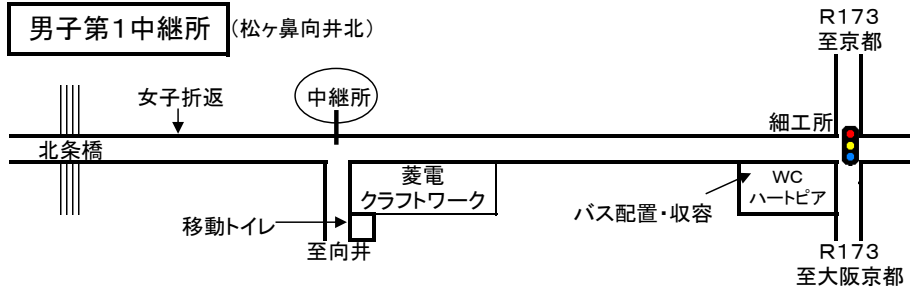 男子第1中継所 (松ヶ鼻向井北)
R173
至京都
女子折返
中継所
細工所
北条橋
菱電
クラフトワーク
WC
ハートピア
バス配置・収容
移動トイレ
至向井
R173
至大阪京都